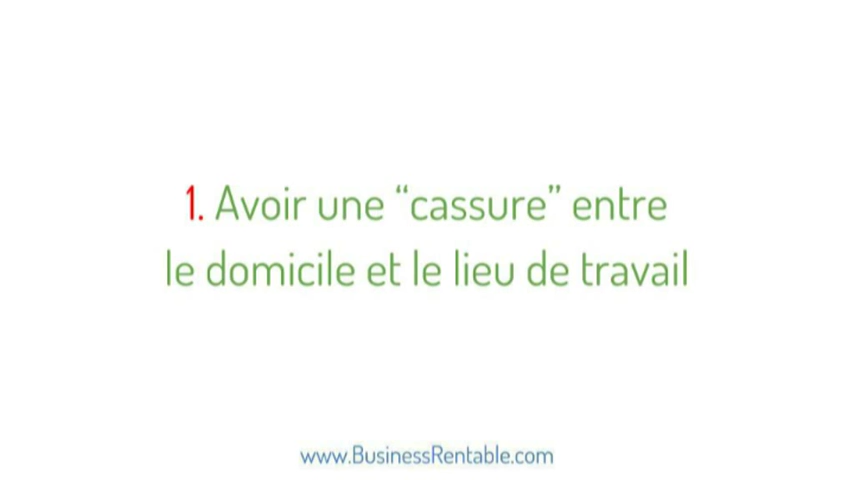 1. Avoir une “cassure” entre
le domicile et le lieu de travail
www.BusinessRentable.com